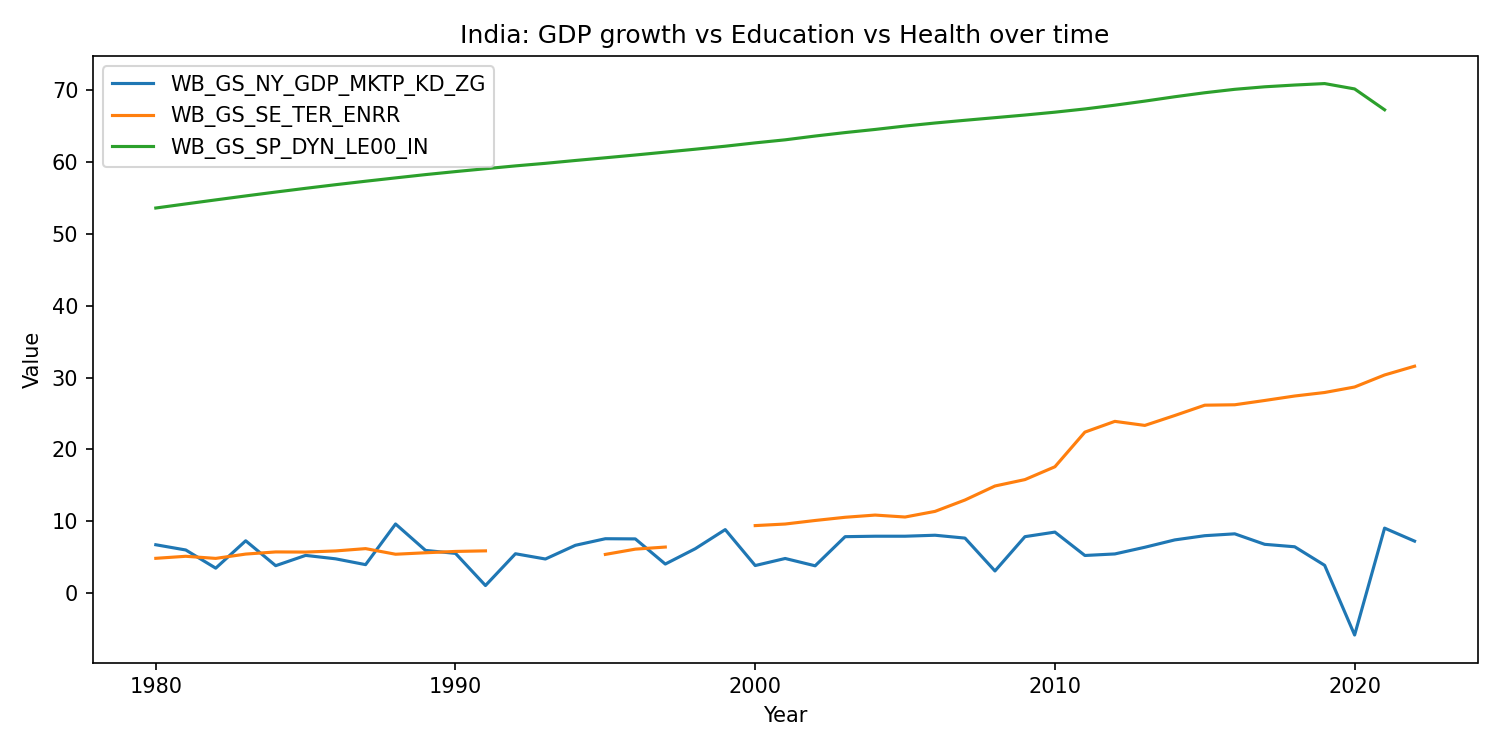 India: GDP growth vs Education vs Health over time
WB_GS_NY_GDP_MKTP_KD_ZG
WB_GS_SE_TER_ENRR
WB_GS_SP_DYN_LE00_IN
Value
70
60
50
40
30
20
10
0
1980
1990
2000
2010
2020
Year